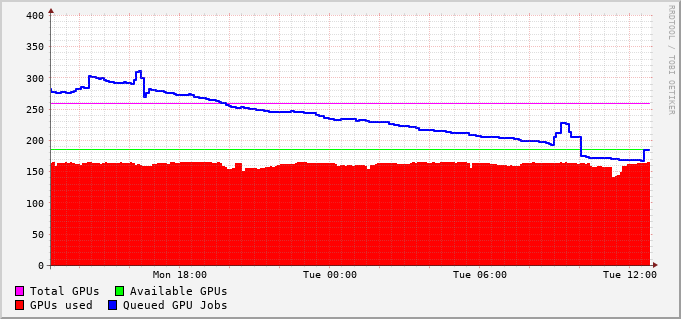 400
350
300
250
200
150
100
50
0
Mon 18:00 Tue 00:00 Tue 06:00 Tue 12:00
Total GPUs Available GPUs
GPUs used Queued GPU Jobs
RRDTOOL / TOBI OETIKER